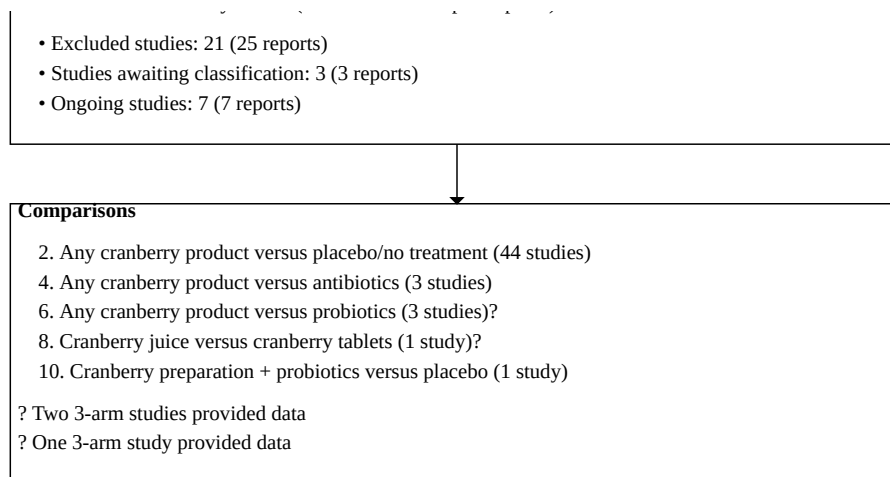 • Excluded studies: 21 (25 reports)
• Studies awaiting classification: 3 (3 reports)
• Ongoing studies: 7 (7 reports)
Comparisons
2. Any cranberry product versus placebo/no treatment (44 studies)
4. Any cranberry product versus antibiotics (3 studies)
6. Any cranberry product versus probiotics (3 studies)?
8. Cranberry juice versus cranberry tablets (1 study)?
10. Cranberry preparation + probiotics versus placebo (1 study)
? Two 3-arm studies provided data
? One 3-arm study provided data